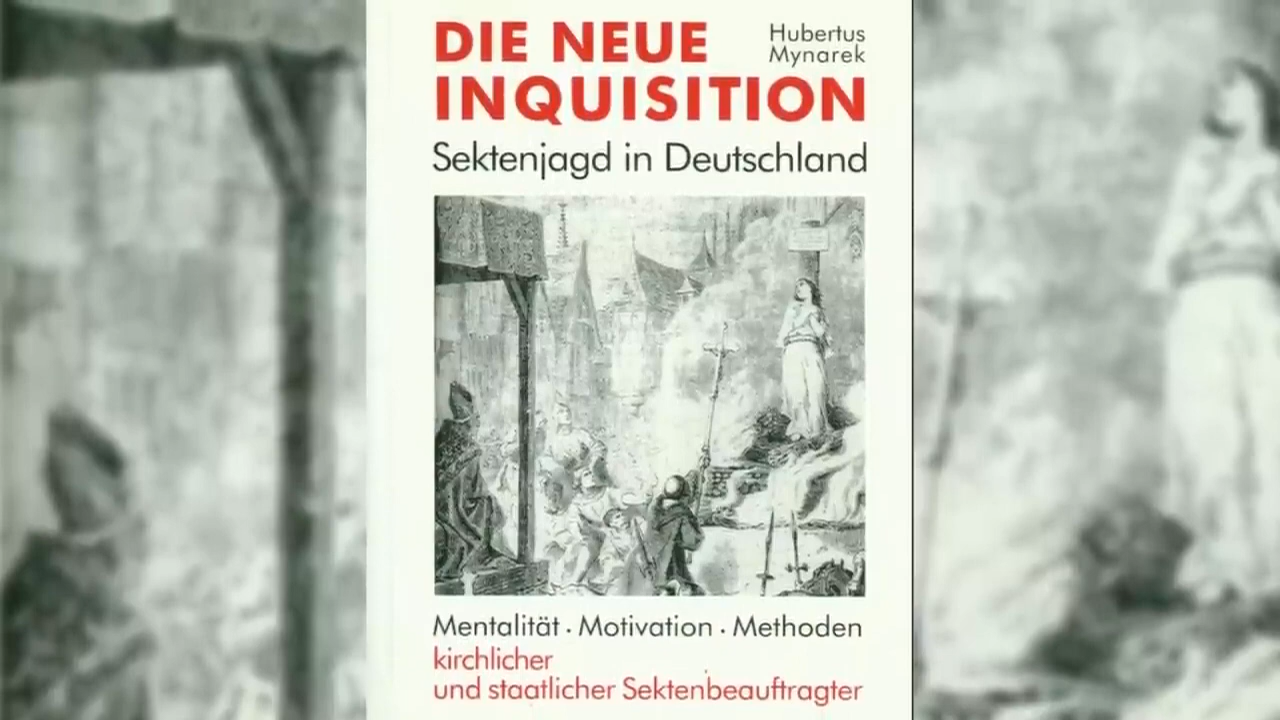 DIE NEUE
INQUISITION
Hubertus
Mynarek
Sektenjagd in Deutschland
Mentalität · Motivation · Methoden
kirchlicher
und staatlicher Sektenbeauftragter